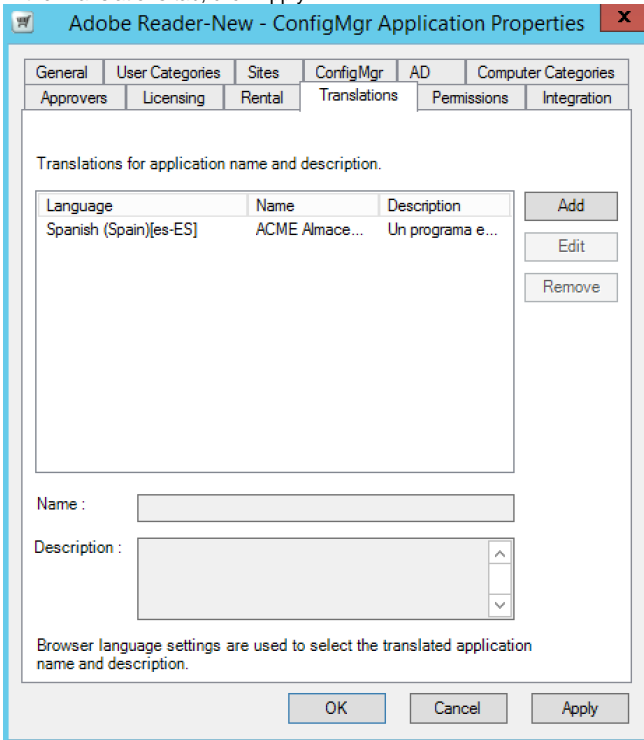 Adobe Reader-New - ConfigMgr Application Properties x
General User Categories Sites ConfigMgr AD Computer Categories
Approvers Licensing Rental Translations Permissions Integration
Translations for application name and description.
Language Name Description Add
Spanish (Spain)[es-ES] ACME Almace... Un programa e...
Edit
Remove
Name :
Description :
Browser language settings are used to select the translated application
name and description.
OK Cancel Apply